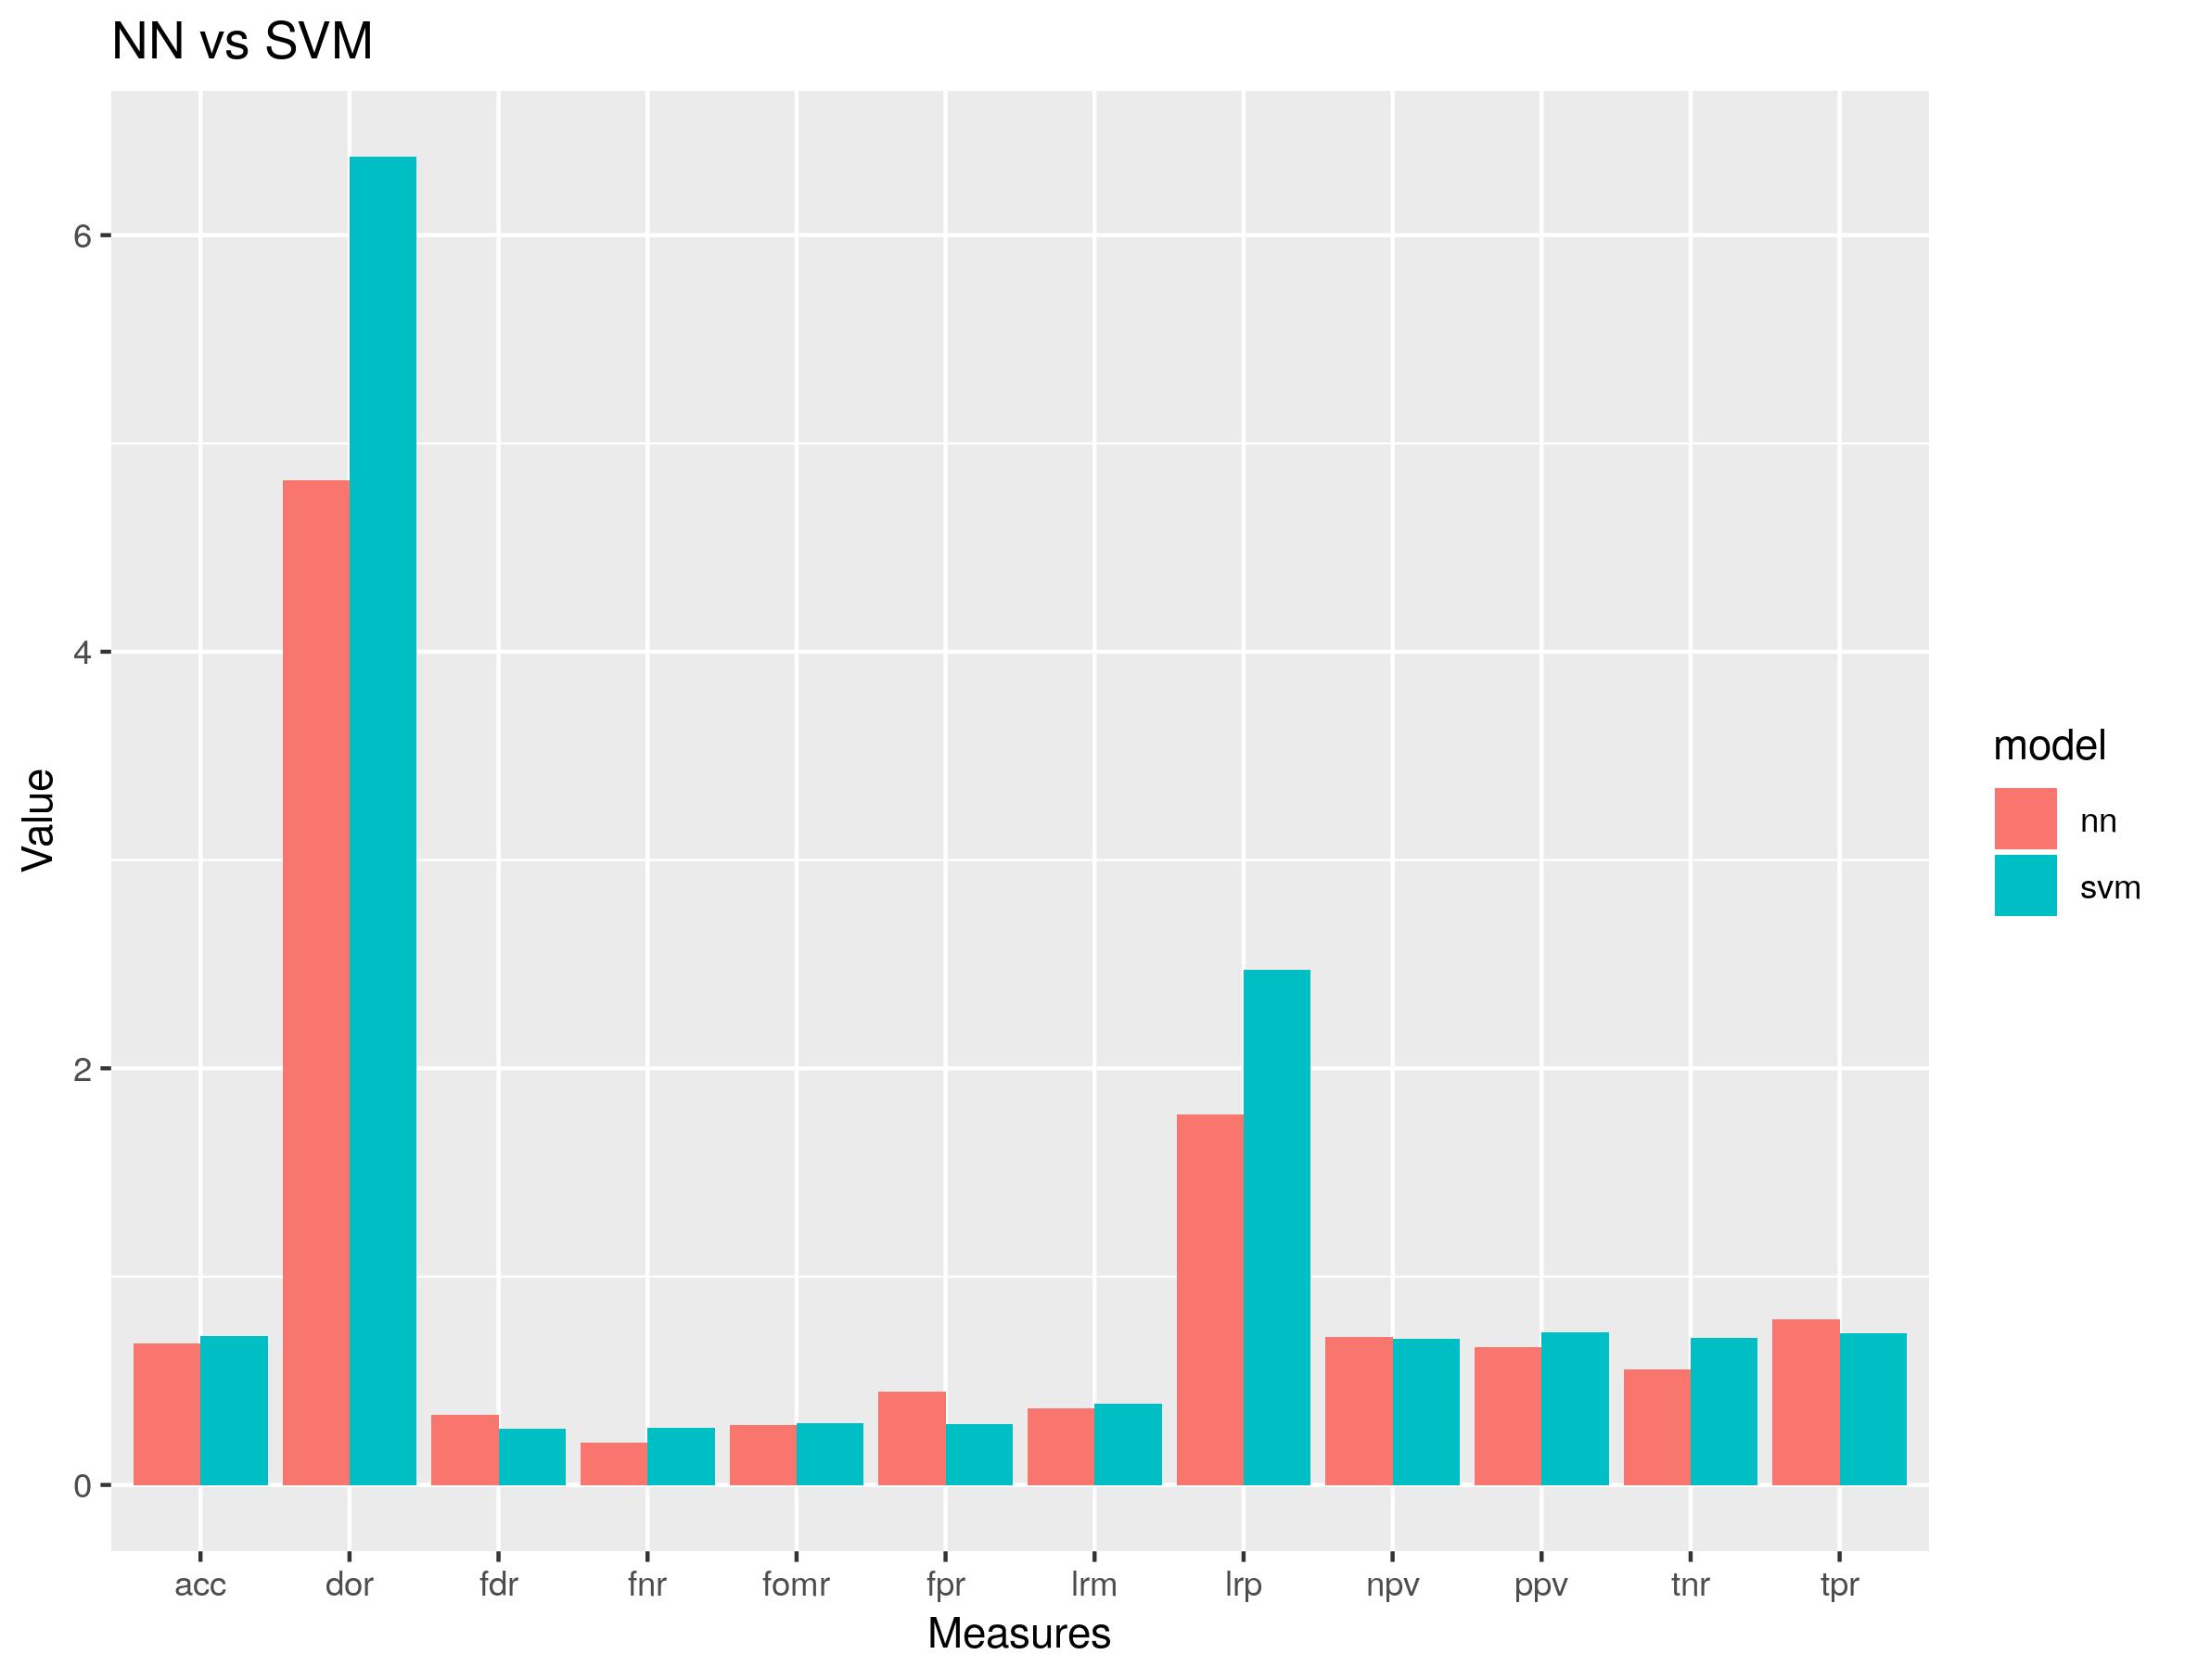 NN vs SVM
6
4
2
0
Value
acc dor fdr fnr fomr fpr lrm lrp npv ppv tnr tpr
Measures
model
nn
svm